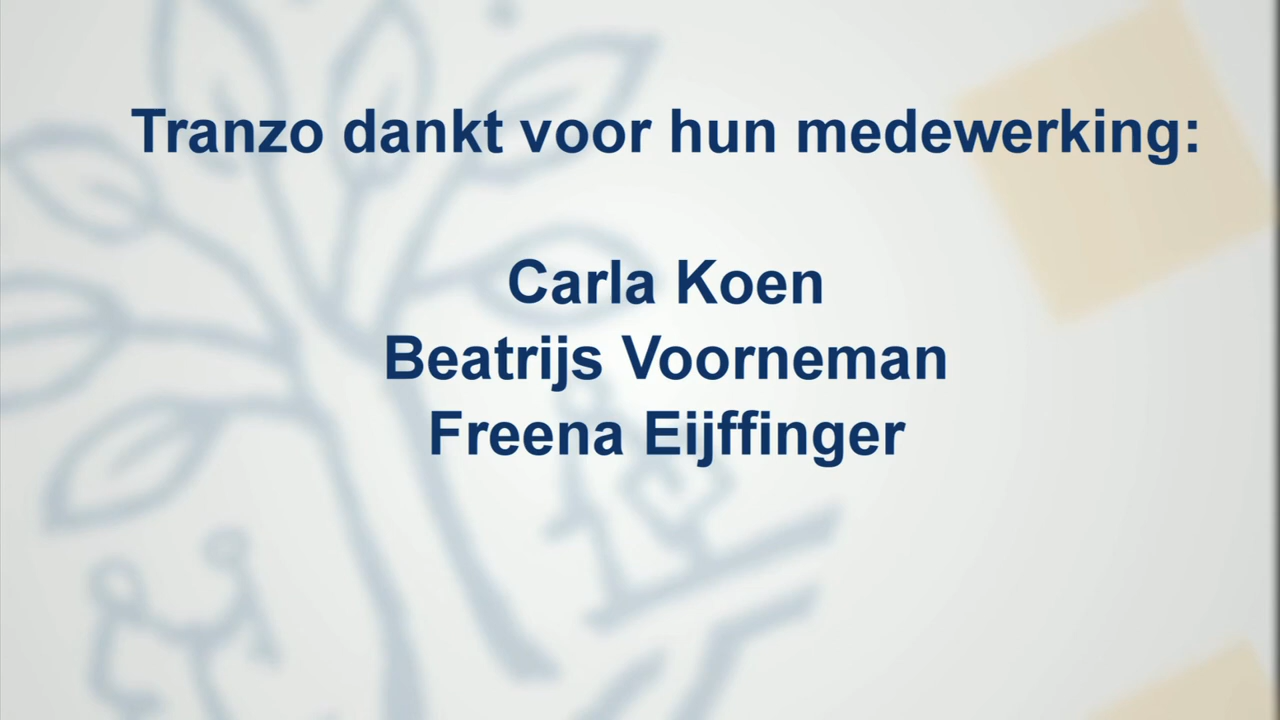 Tranzo dankt voor hun medewerking:
Carla Koen
Beatrijs Voorneman
Freena Eijffinger